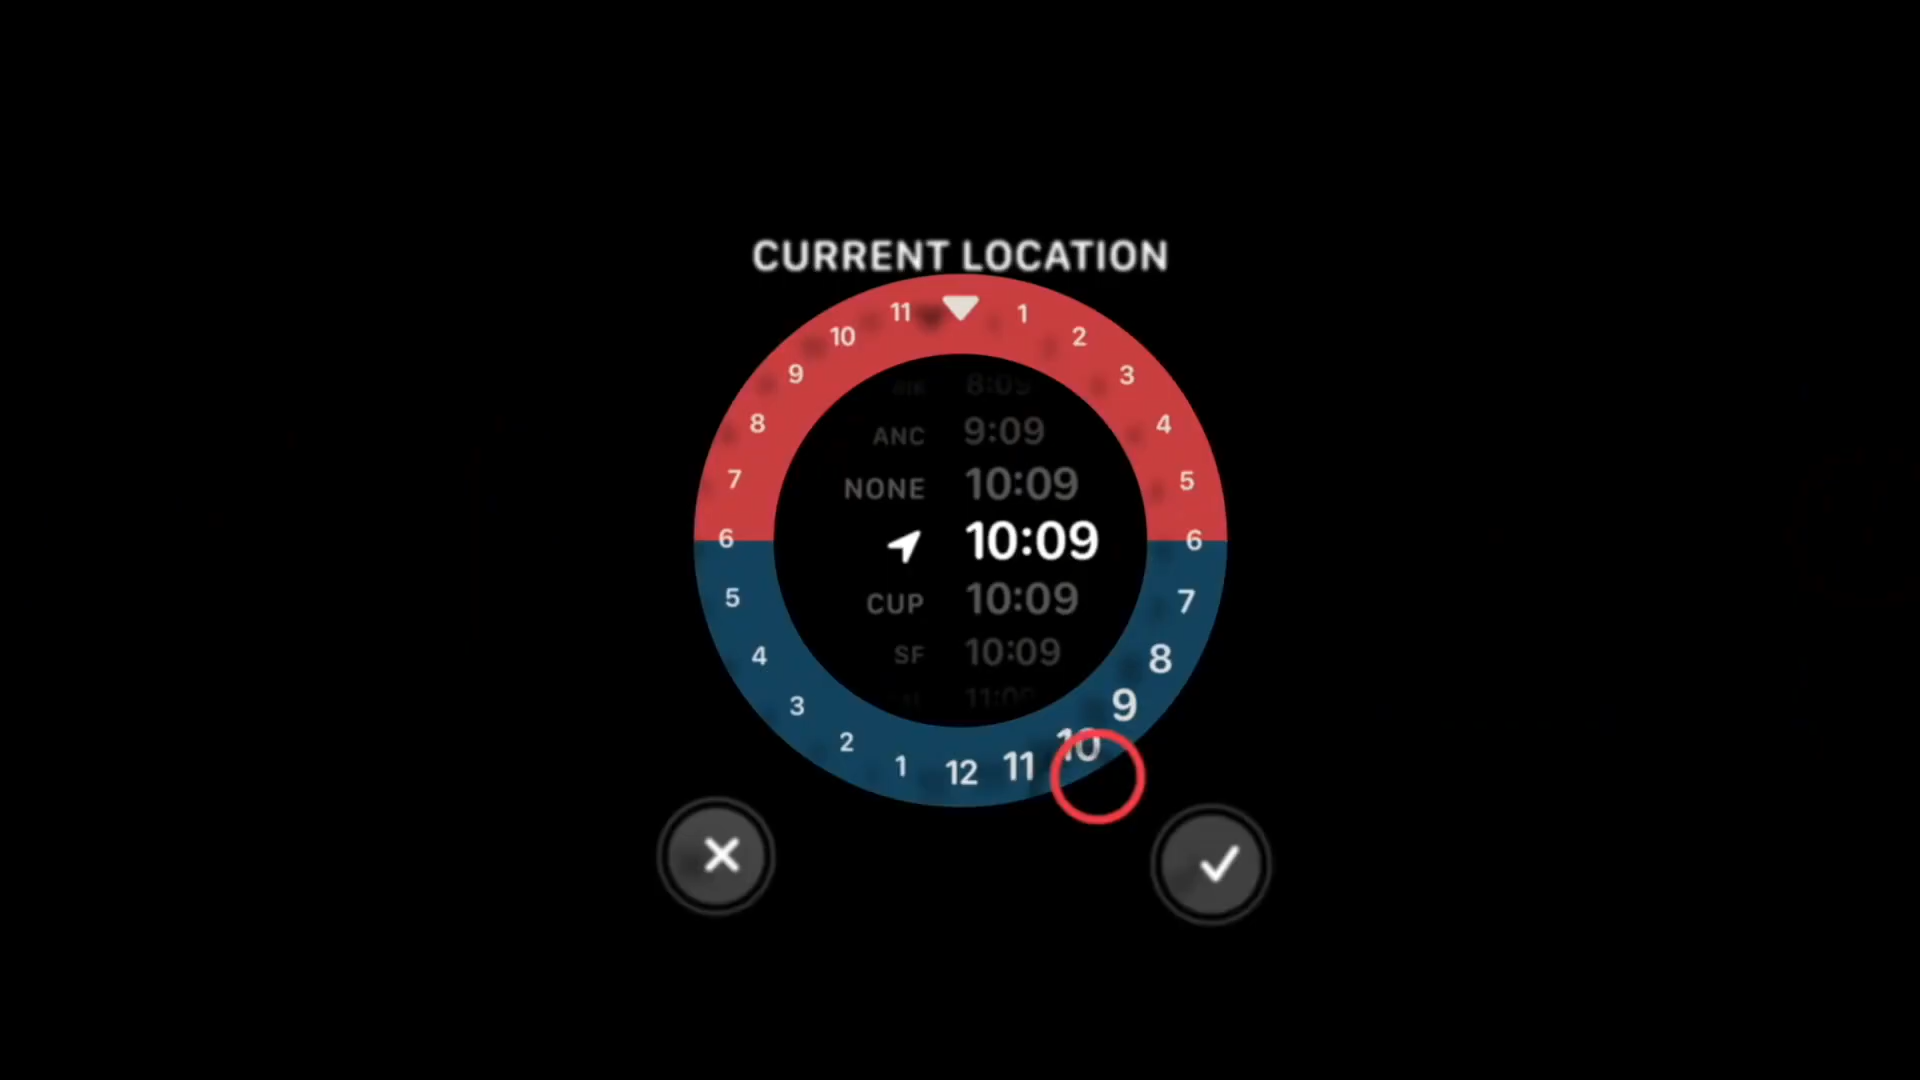 CURRENT LOCATION
11 1
10 2
9 3
8:09
8 4
ANC 9:09
7 5
NONE 10:09
6 10:09 6
5 CUP 10:09 7
4 SF 10:09 8
3 9
2 10
1 12 11